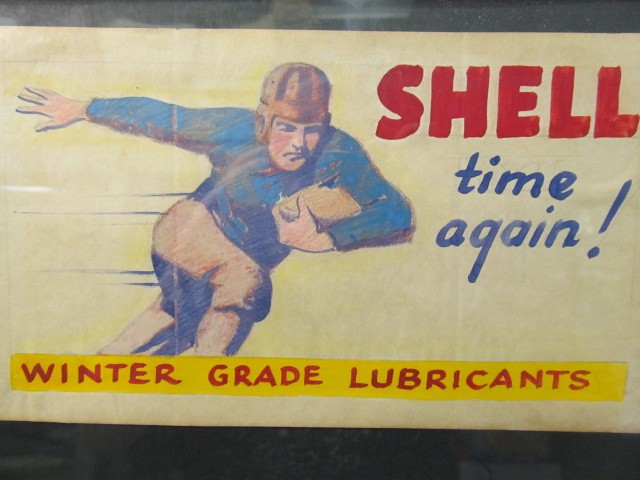 SHELL
time
again!
WINTER GRADE LUBRICANTS